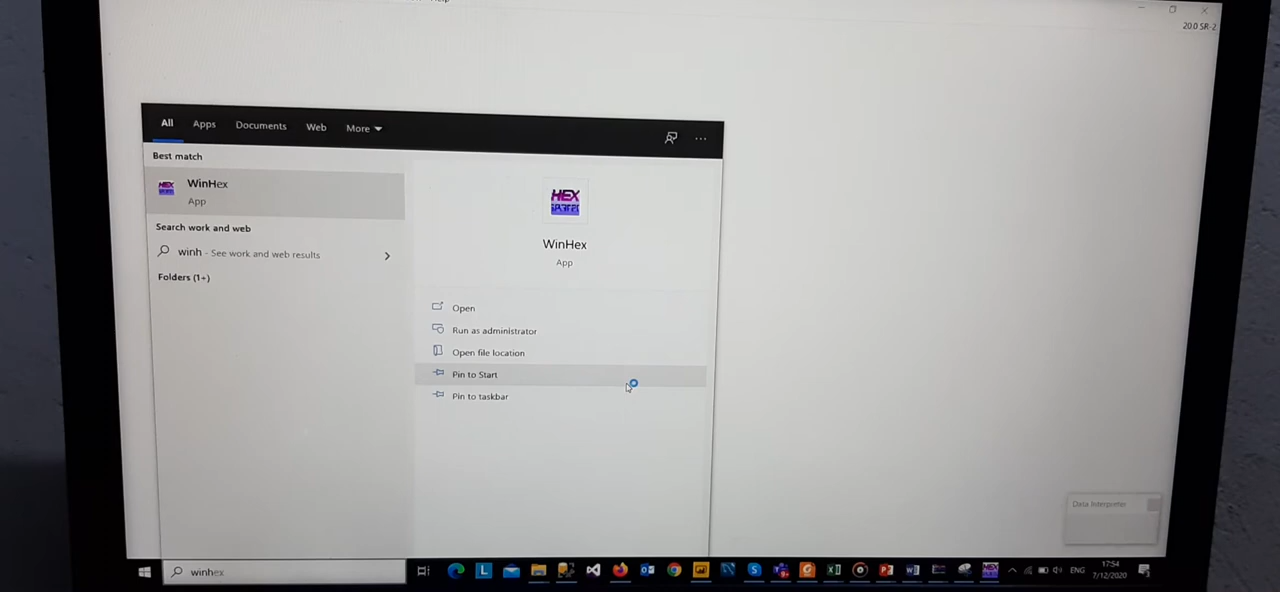 20.0 SR-2
All Apps Documents Web More
Best match
WinHex
App
Search work and web
winh - See work and web results
Folders (1+)
HEX
WinHex
App
Open
Run as administrator
Open file location
Pin to Start
Pin to taskbar
Data Interpreter
winhex
ENG
17:54
7/12/2020